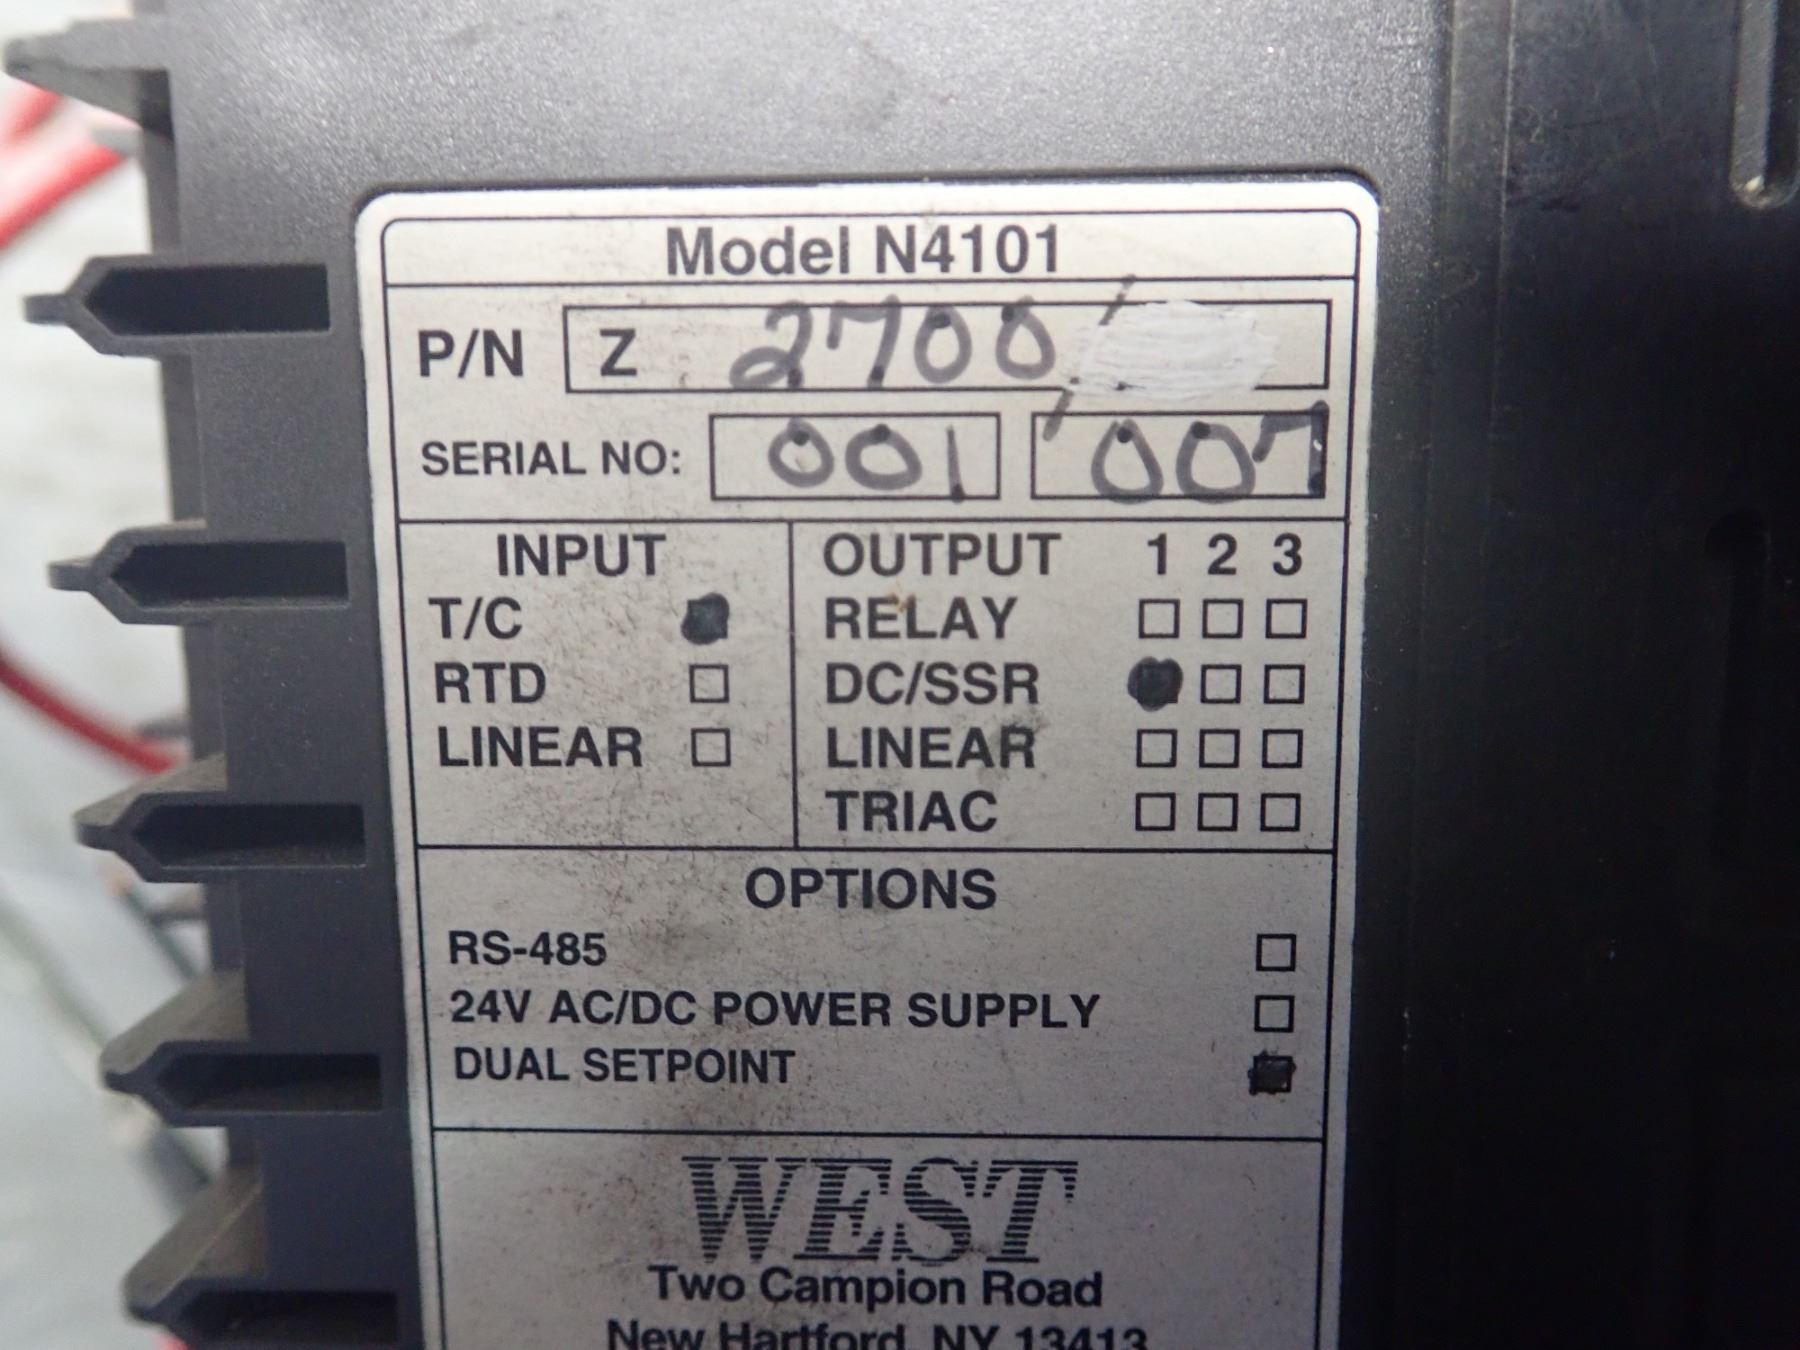 Model N4101
P/N Z 2700
SERIAL NO: 001 007
INPUT OUTPUT 1 2 3
T/C RELAY
RTD DC/SSR
LINEAR LINEAR
TRIAC
OPTIONS
RS-485
24V AC/DC POWER SUPPLY
DUAL SETPOINT
WEST
Two Campion Road
New Hartford, NY 13413